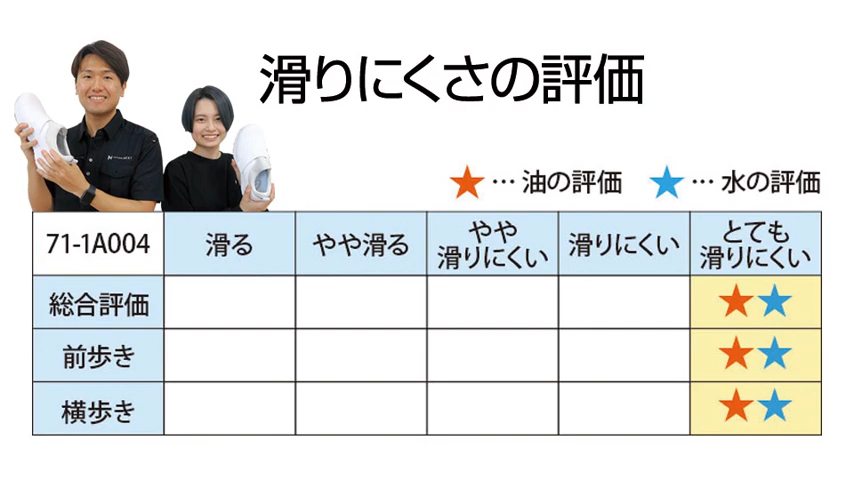 滑りにくさの評価
★… 油の評価 ★… 水の評価
71-1A004 滑る やや滑る やや 滑りにくい 滑りにくい とても 滑りにくい
総合評価 ★★
前歩き ★★
横歩き ★★